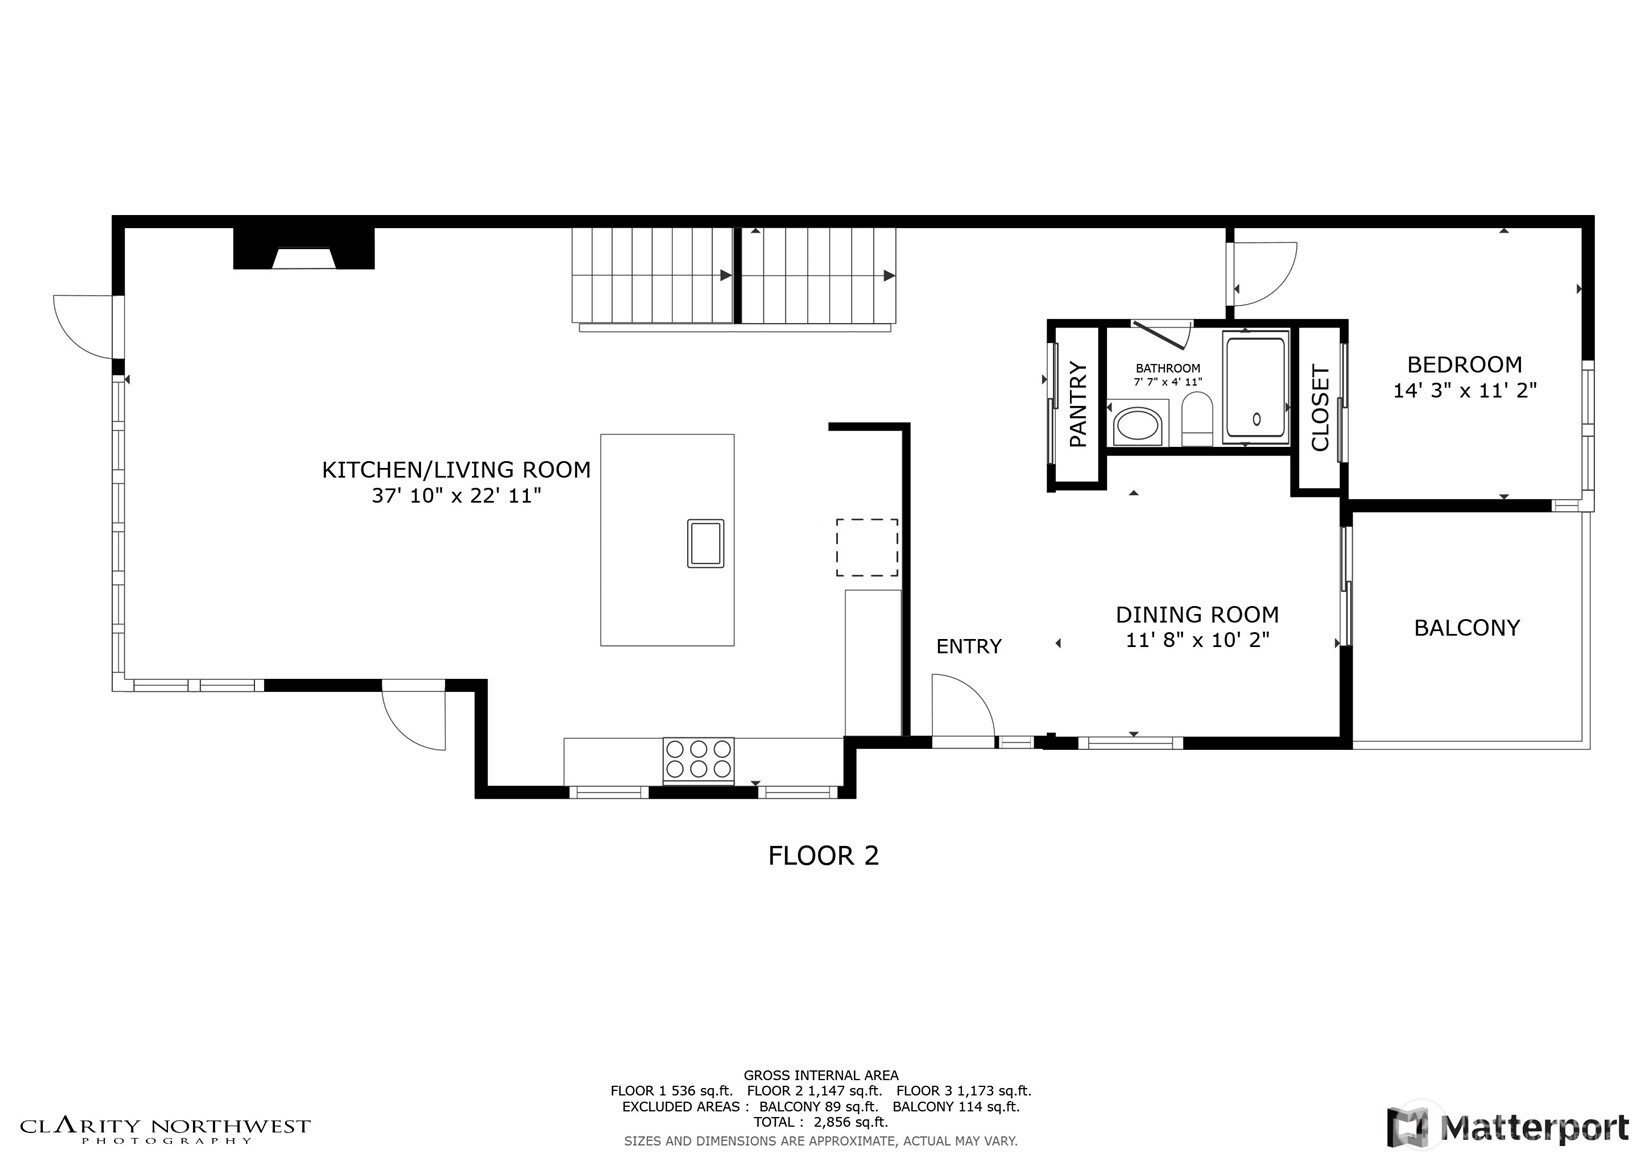 BATHROOM
7' 7" x 4' 11"
PANTRY
CLOSET
BEDROOM
14' 3" x 11' 2"
KITCHEN/LIVING ROOM
37' 10" x 22' 11"
DINING ROOM
11' 8" x 10' 2"
ENTRY
BALCONY
FLOOR 2
GROSS INTERNAL AREA
FLOOR 1 536 sq.ft. FLOOR 2 1,147 sq.ft. FLOOR 3 1,173 sq.ft.
EXCLUDED AREAS : BALCONY 89 sq.ft. BALCONY 114 sq.ft.
TOTAL : 2,856 sq.ft.
SIZES AND DIMENSIONS ARE APPROXIMATE, ACTUAL MAY VARY.
CLARITY NORTHWEST
PHOTOGRAPHY
Matterport